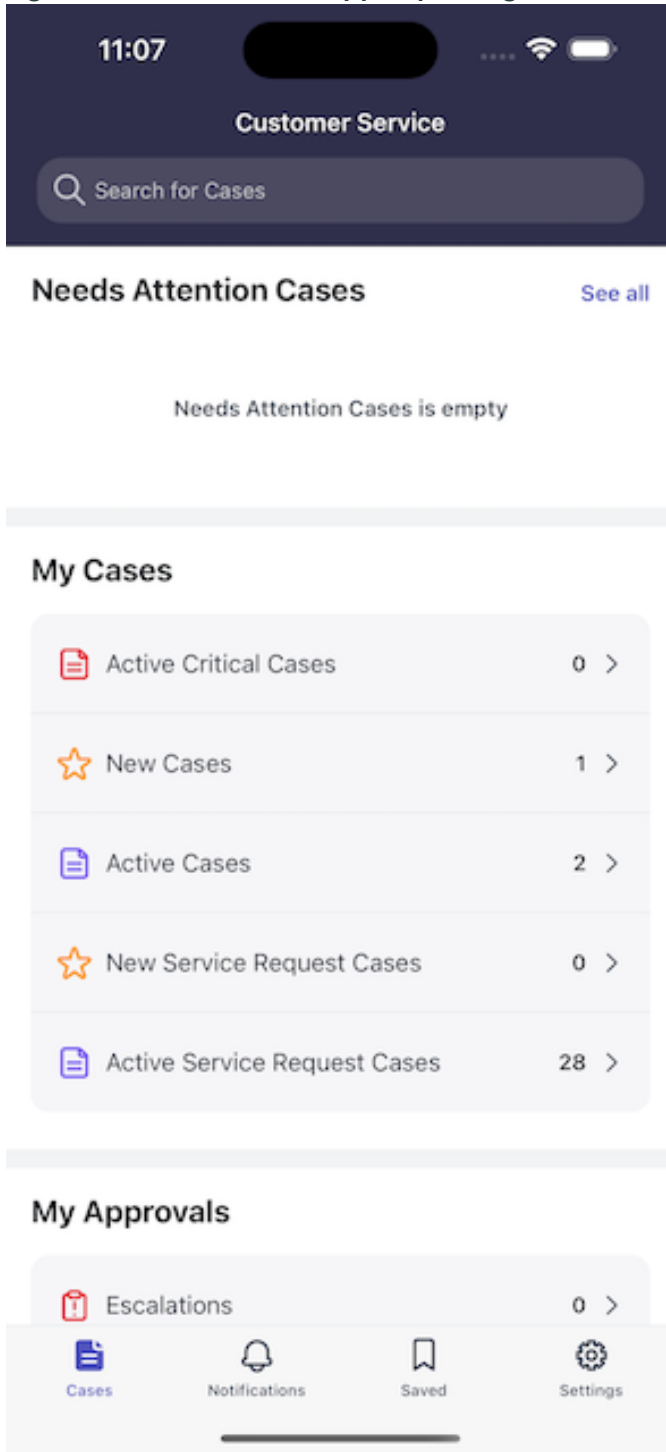 11:07
Customer Service
Search for Cases
Needs Attention Cases See all
Needs Attention Cases is empty
My Cases
Active Critical Cases 0
New Cases 1
Active Cases 2
New Service Request Cases 0
Active Service Request Cases 28
My Approvals
Escalations 0
Cases Notifications Saved Settings